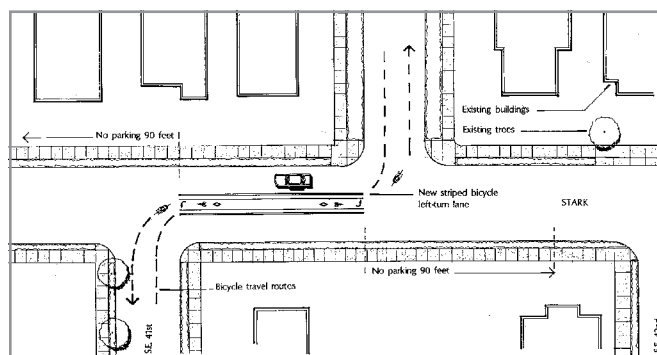 Existing buildings
Existing trees
No parking 90 feet
New striped bicycle
left-turn lane
STARK
No parking 90 feet
Bicycle travel routes
S.E. 41st
S.E. 42nd